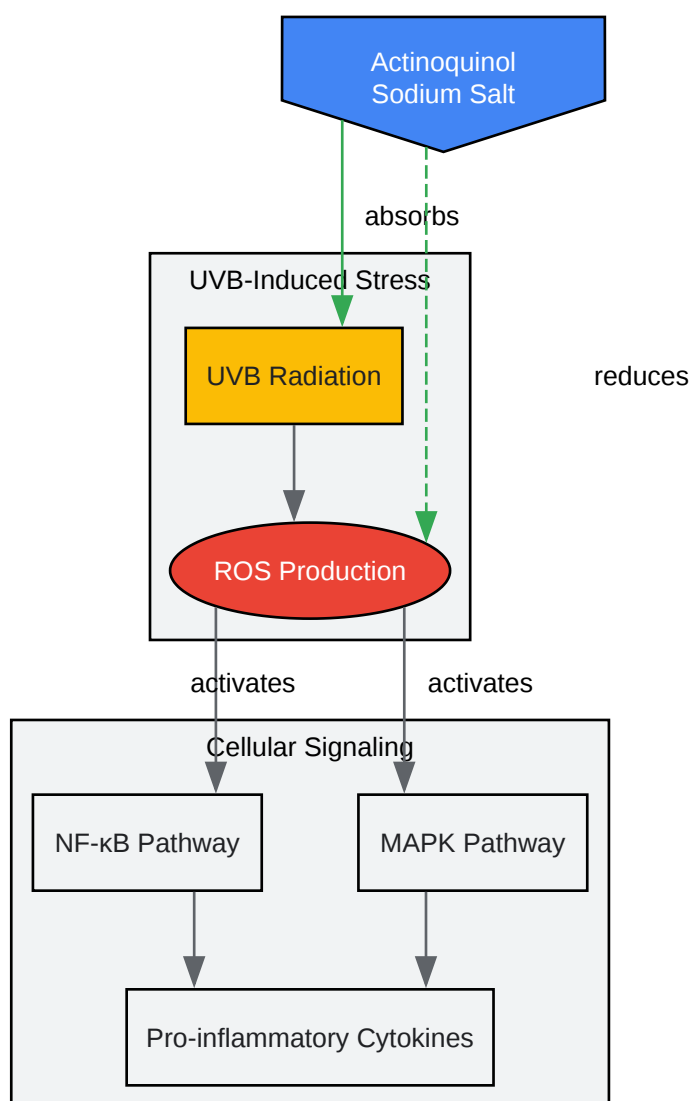 Actinoquinol
Sodium Salt
absorbs
UVB-Induced Stress
UVB Radiation
reduces
ROS Production
activates
activates
Cellular Signaling
NF-κB Pathway
MAPK Pathway
Pro-inflammatory Cytokines